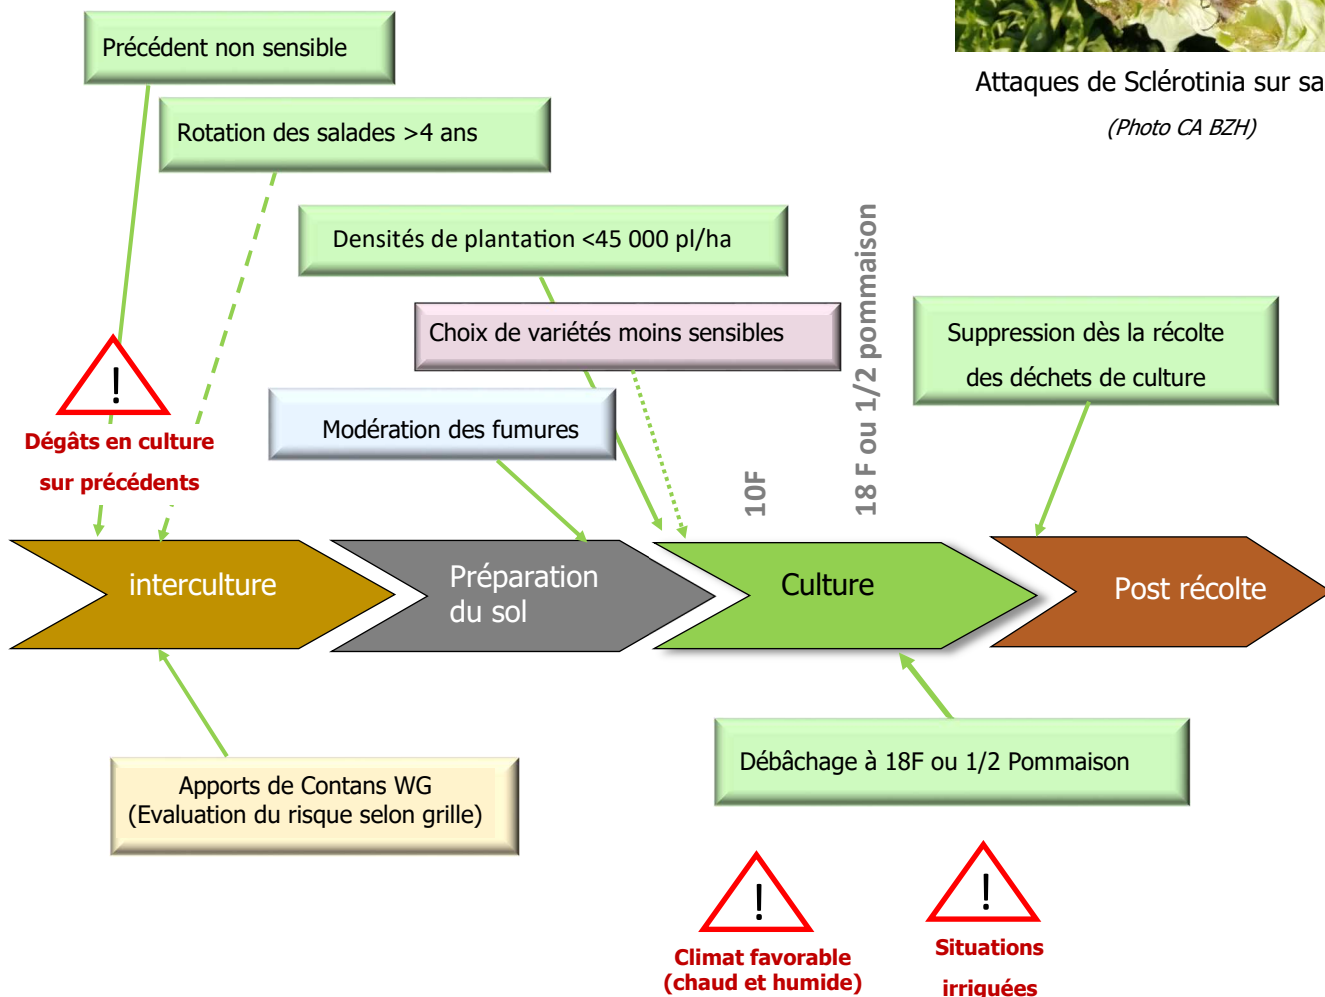 Précédent non sensible
Attaques de Sclérotinia sur sa
(Photo CA BZH)
Rotation des salades >4 ans
Densités de plantation <45 000 pl/ha
Choix de variétés moins sensibles
Modération des fumures
10F
18 F ou 1/2 pommaison
Suppression dès la récolte
des déchets de culture
!
Dégâts en culture
sur précédents
interculture
Préparation
du sol
Culture
Post récolte
Apports de Contans WG
(Evaluation du risque selon grille)
Débâchage à 18F ou 1/2 Pommaison
!
Climat favorable
(chaud et humide)
!
Situations
irriguées